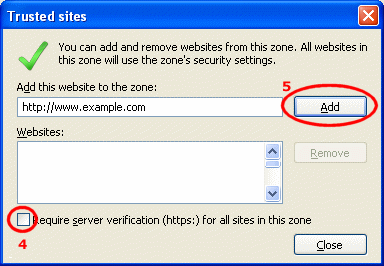 Trusted sites
You can add and remove websites from this zone. All websites in
this zone will use the zone's security settings.
Add this website to the zone:
5
http://www.example.com
Add
Websites:
Remove
Require server verification (https:) for all sites in this zone
4
Close